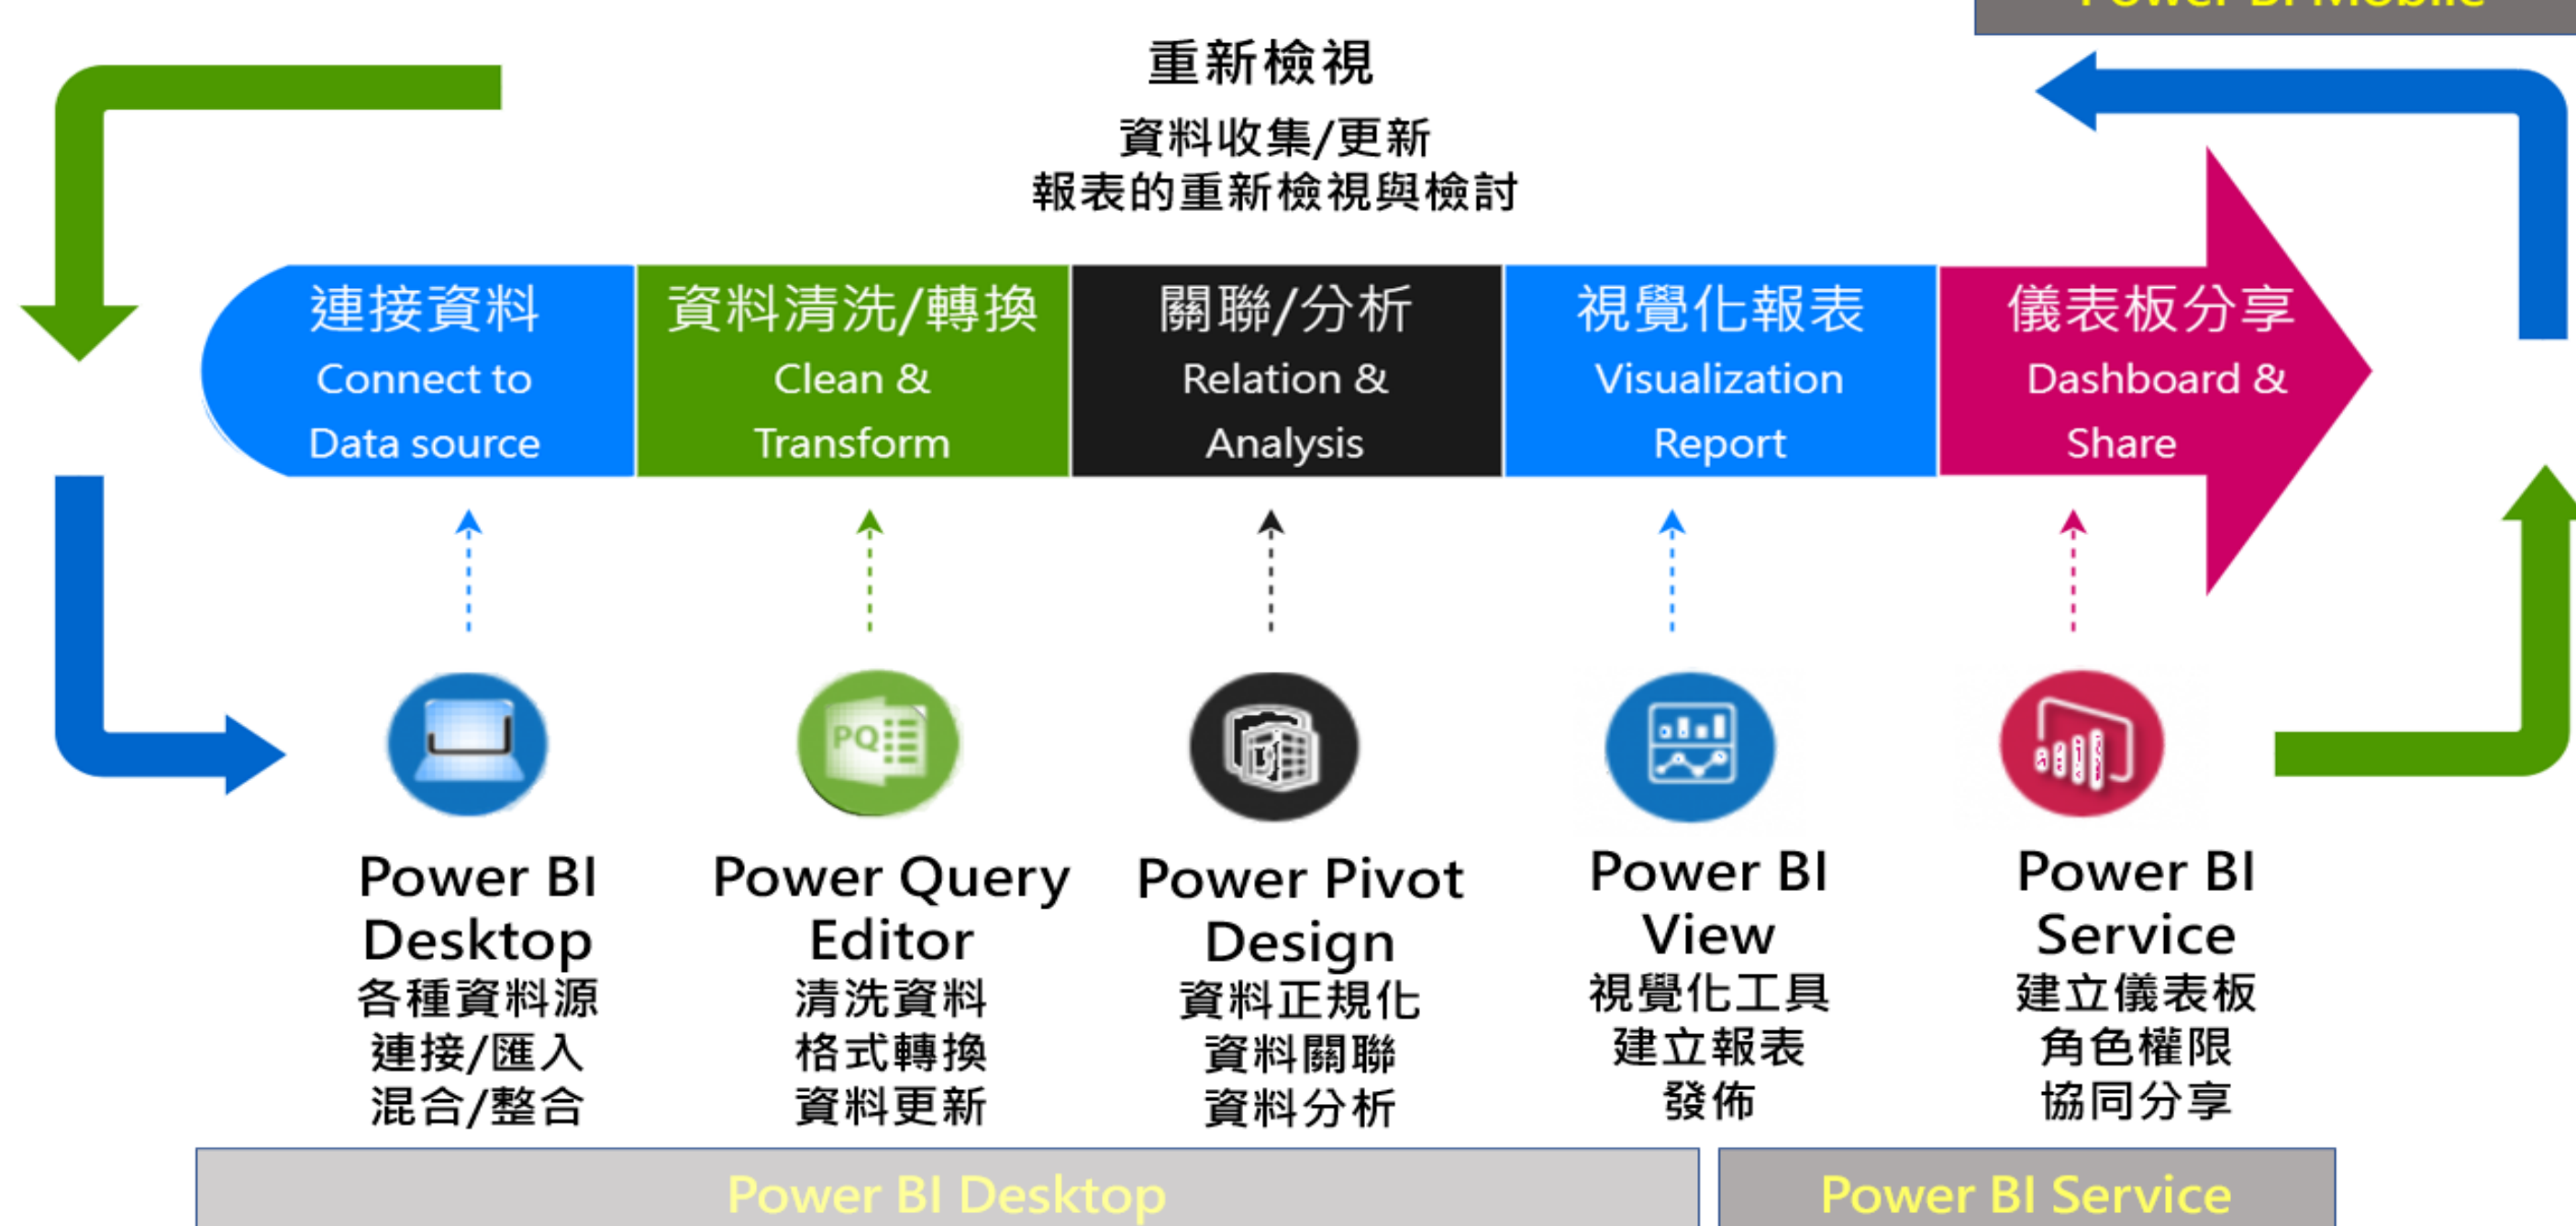 Power BI Mobile
重新檢視
資料收集/更新
報表的重新檢視與檢討
連接資料
Connect to
Data source
資料清洗/轉換
Clean &
Transform
關聯/分析
Relation &
Analysis
視覺化報表
Visualization
Report
儀表板分享
Dashboard &
Share
PQ
Power BI
Desktop
各種資料源
連接/匯入
混合/整合
Power Query
Editor
清洗資料
格式轉換
資料更新
Power Pivot
Design
資料正規化
資料關聯
資料分析
Power BI
View
視覺化工具
建立報表
發佈
Power BI
Service
建立儀表板
角色權限
協同分享
Power BI Desktop
Power BI Service